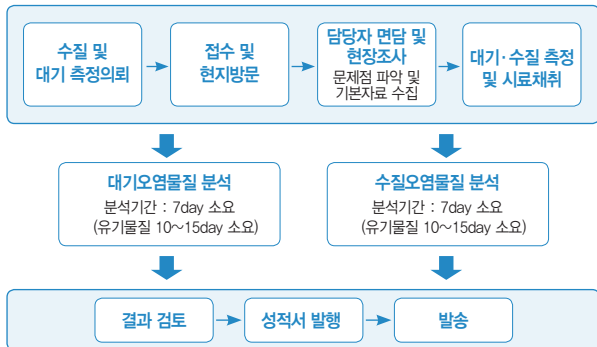 수질 및
대기 측정의뢰
접수 및
현지방문
담당자 면담 및
현장조사
문제점 파악 및
기본자료 수집
대기·수질 측정
및 시료채취
대기오염물질 분석
분석기간 : 7day 소요
(유기물질 10~15day 소요)
수질오염물질 분석
분석기간 : 7day 소요
(유기물질 10~15day 소요)
결과 검토
성적서 발행
발송